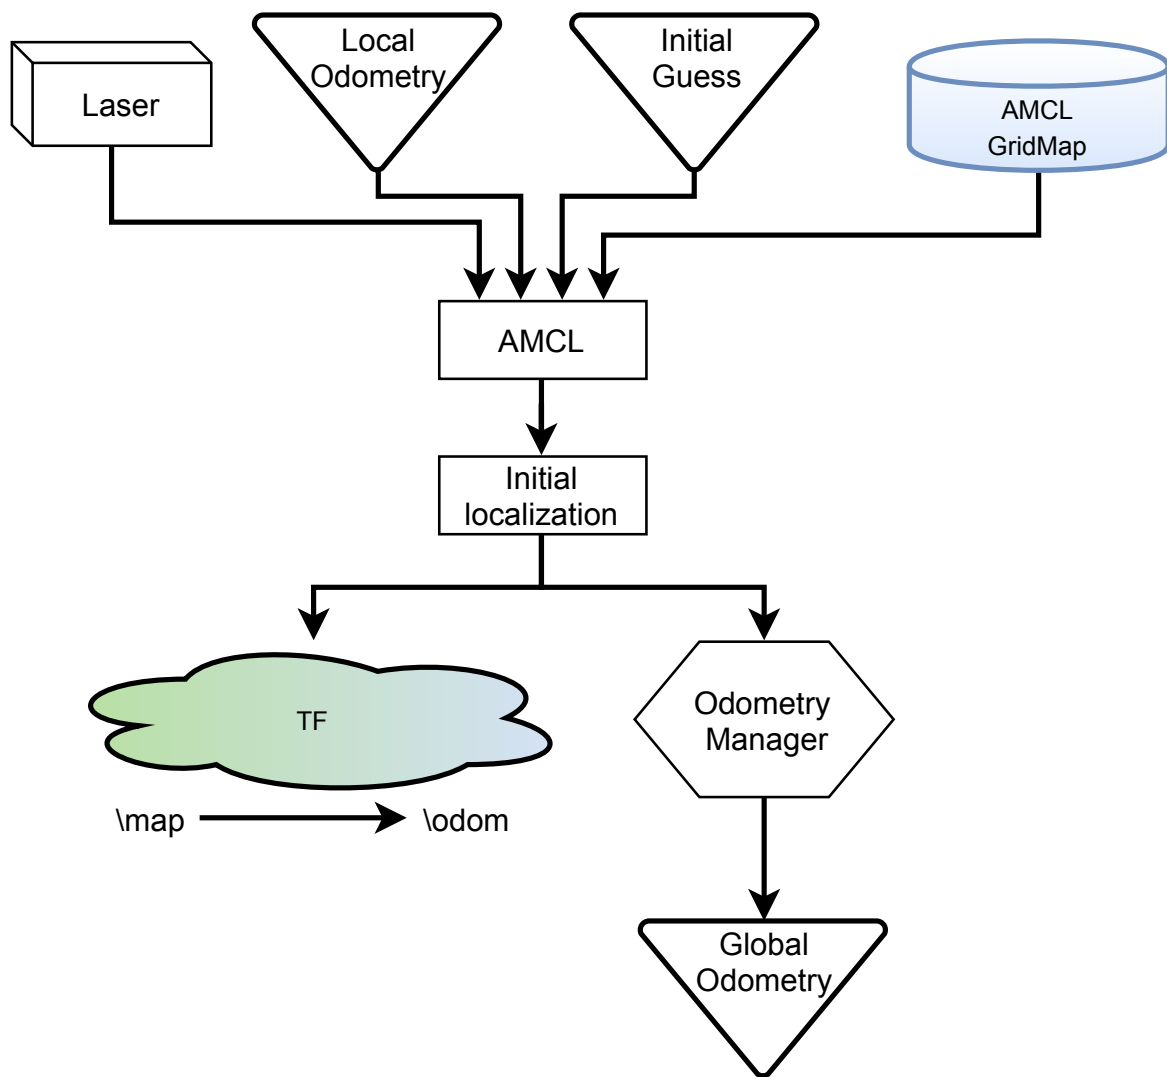 Laser
Local
Odometry
Initial
Guess
AMCL
GridMap
AMCL
Initial
localization
TF
\map
\odom
Odometry
Manager
Global
Odometry